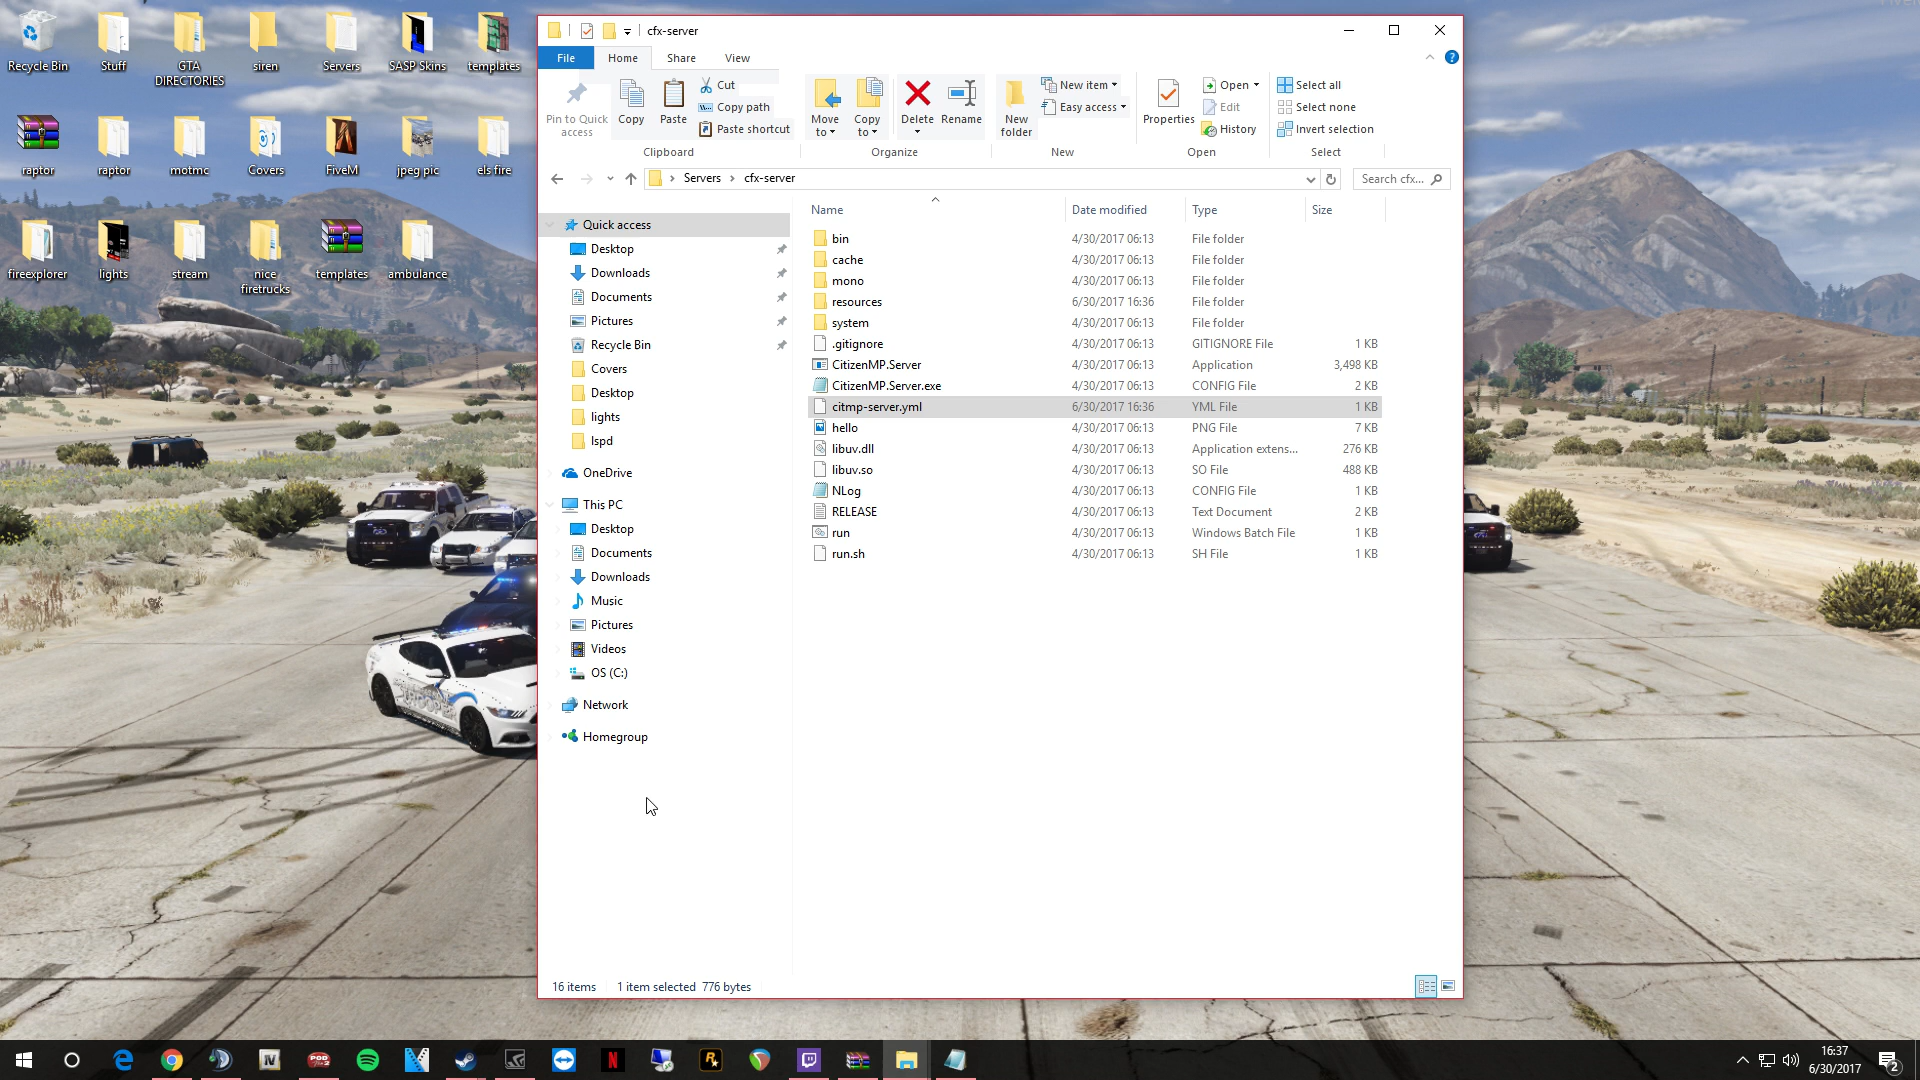 Recycle Bin
Stuff
GTA DIRECTORIES
siren
Servers
SASP Skins
templates
raptor
raptor
motmc
Covers
FiveM
jpeg pic
els fire
fireexplorer
lights
stream
nice firetrucks
templates
ambulance
cfx-server
File
Home
Share
View
Pin to Quick access
Copy
Paste
Cut
Copy path
Paste shortcut
Clipboard
Move to
Copy to
Delete
Rename
Organize
New folder
New item
Easy access
New
Properties
Open
Edit
History
Open
Select all
Select none
Invert selection
Select
Servers
cfx-server
Search cfx...
Quick access
Desktop
Downloads
Documents
Pictures
Recycle Bin
Covers
Desktop
lights
lspd
OneDrive
This PC
Desktop
Documents
Downloads
Music
Pictures
Videos
OS (C:)
Network
Homegroup
Name Date modified Type Size
bin 4/30/2017 06:13 File folder
cache 4/30/2017 06:13 File folder
mono 4/30/2017 06:13 File folder
resources 6/30/2017 16:36 File folder
system 4/30/2017 06:13 File folder
.gitignore 4/30/2017 06:13 GITIGNORE File 1 KB
CitizenMP.Server 4/30/2017 06:13 Application 3,498 KB
CitizenMP.Server.exe 4/30/2017 06:13 CONFIG File 2 KB
citmp-server.yml 6/30/2017 16:36 YML File 1 KB
hello 4/30/2017 06:13 PNG File 7 KB
libuv.dll 4/30/2017 06:13 Application extens... 276 KB
libuv.so 4/30/2017 06:13 SO File 488 KB
NLog 4/30/2017 06:13 CONFIG File 1 KB
RELEASE 4/30/2017 06:13 Text Document 2 KB
run 4/30/2017 06:13 Windows Batch File 1 KB
run.sh 4/30/2017 06:13 SH File 1 KB
16 items 1 item selected 776 bytes
16:37
6/30/2017
2